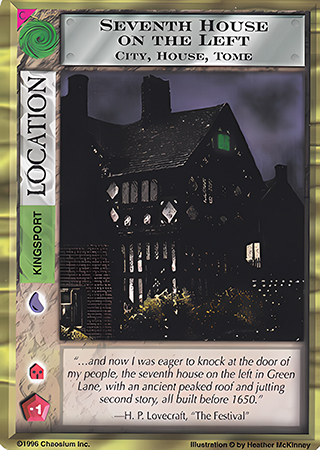 C
SEVENTH HOUSE
ON THE LEFT
CITY, HOUSE, TOME
LOCATION
KINGSPORT
-1
"...and now I was eager to knock at the door of
my people, the seventh house on the left in Green
Lane, with an ancient peaked roof and jutting
second story, all built before 1650."
—H. P. Lovecraft, "The Festival"
©1996 Chaosium Inc.
Illustration © by Heather McKinney